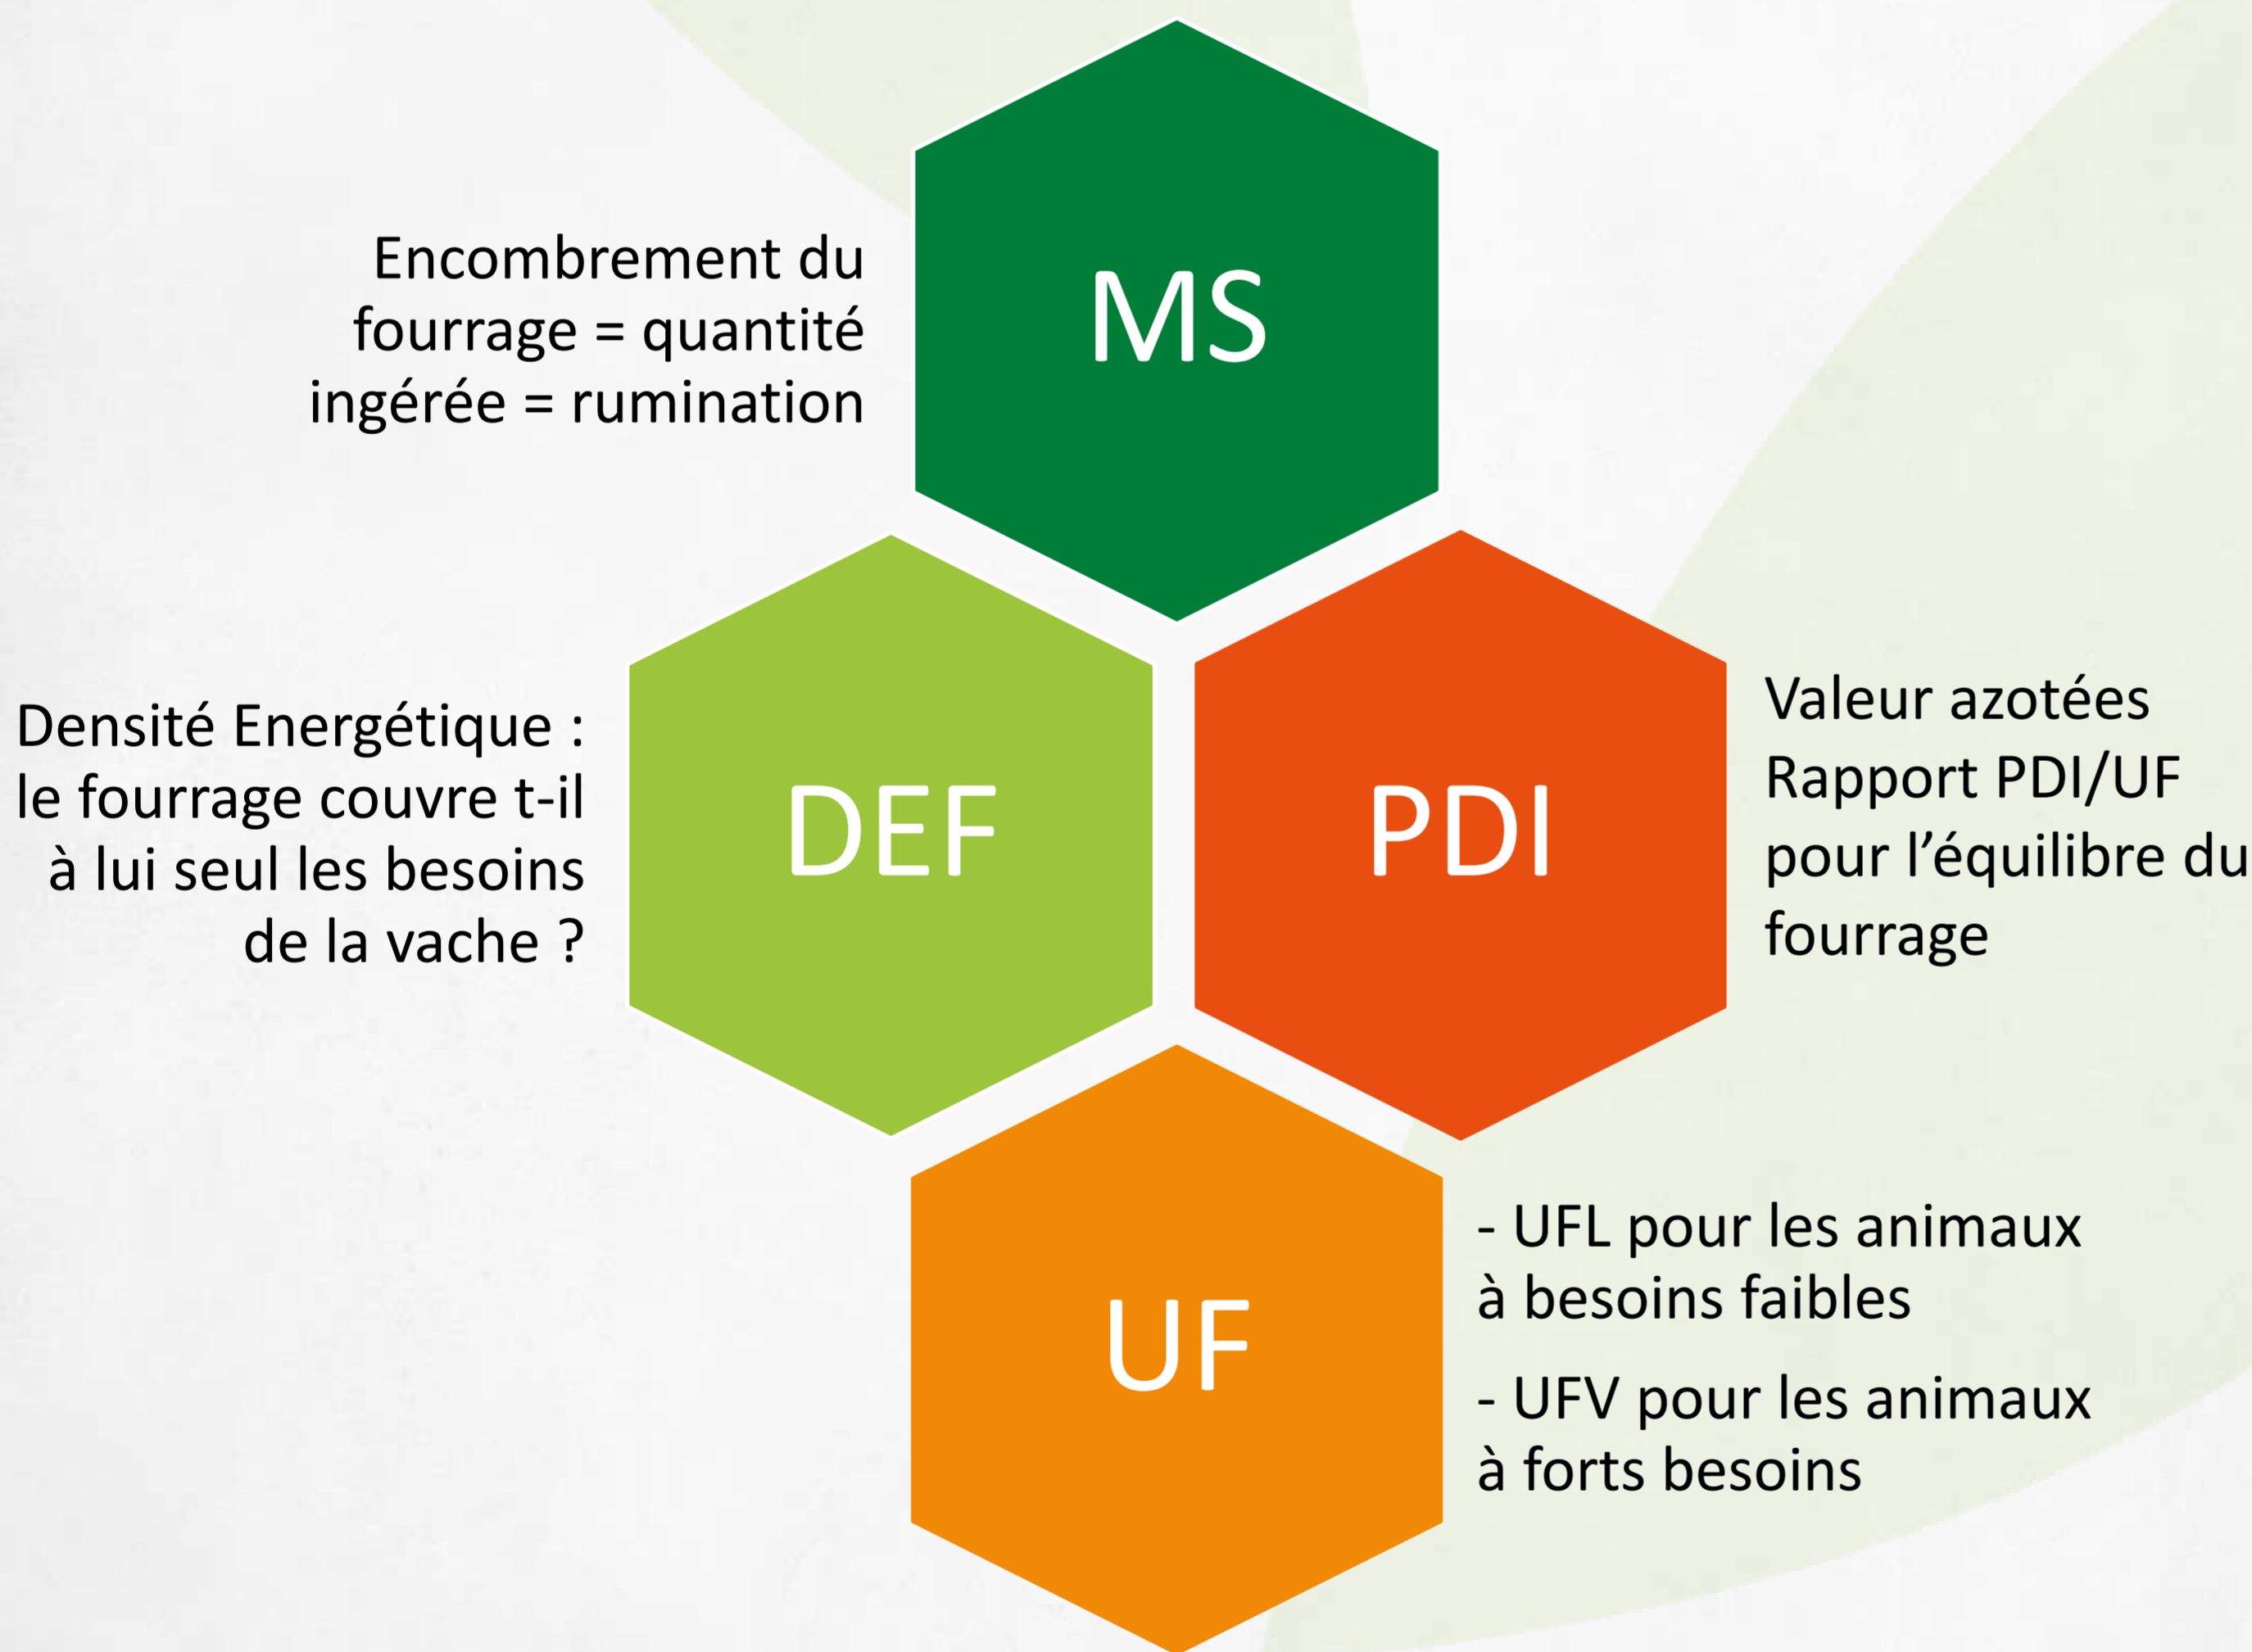 MS
Encombrement du
fourrage = quantité
ingérée = rumination
DEF
Densité Energétique :
le fourrage couvre t-il
à lui seul les besoins
de la vache ?
PDI
Valeur azotées
Rapport PDI/UF
pour l’équilibre du
fourrage
UF
- UFL pour les animaux
à besoins faibles
- UFV pour les animaux
à forts besoins